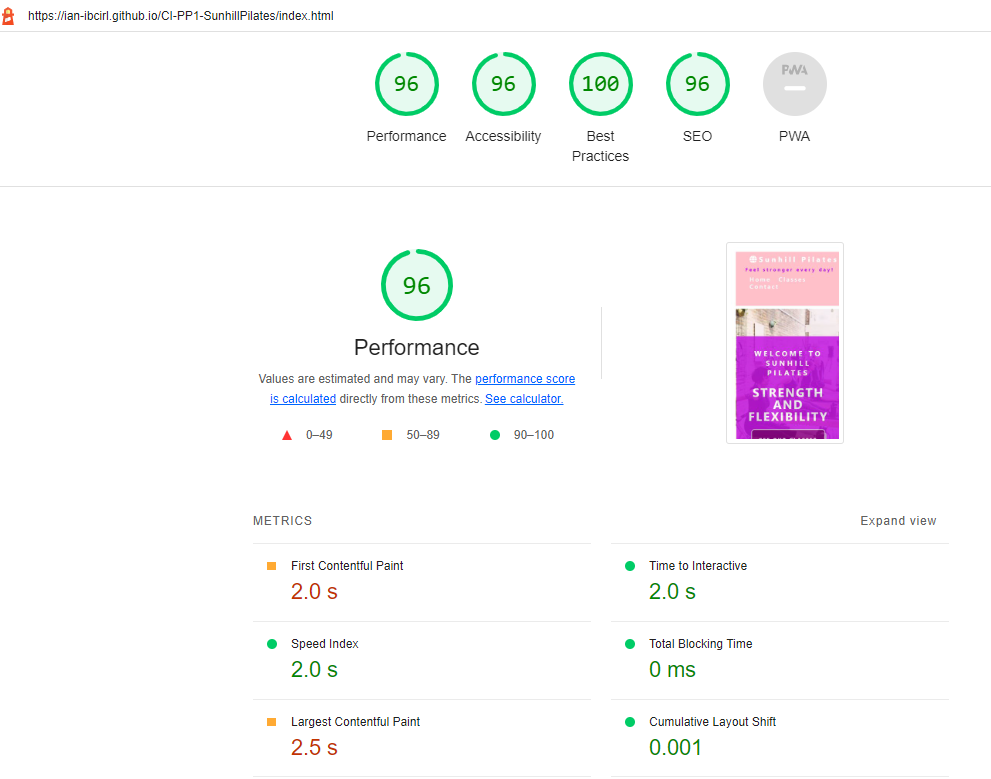 https://ian-ibcirl.github.io/CI-PP1-SunhillPilates/index.html
96
96
100
96
PWA
Performance
Accessibility
Best
Practices
SEO
PWA
96
Performance
Values are estimated and may vary. The performance score
is calculated directly from these metrics. See calculator.
0–49
50–89
90–100
Sunhill Pilates
Feel stronger every day!
Home Classes
Contact
WELCOME TO
SUNHILL
PILATES
STRENGTH
AND
FLEXIBILITY
METRICS
Expand view
First Contentful Paint
2.0 s
Time to Interactive
2.0 s
Speed Index
2.0 s
Total Blocking Time
0 ms
Largest Contentful Paint
2.5 s
Cumulative Layout Shift
0.001